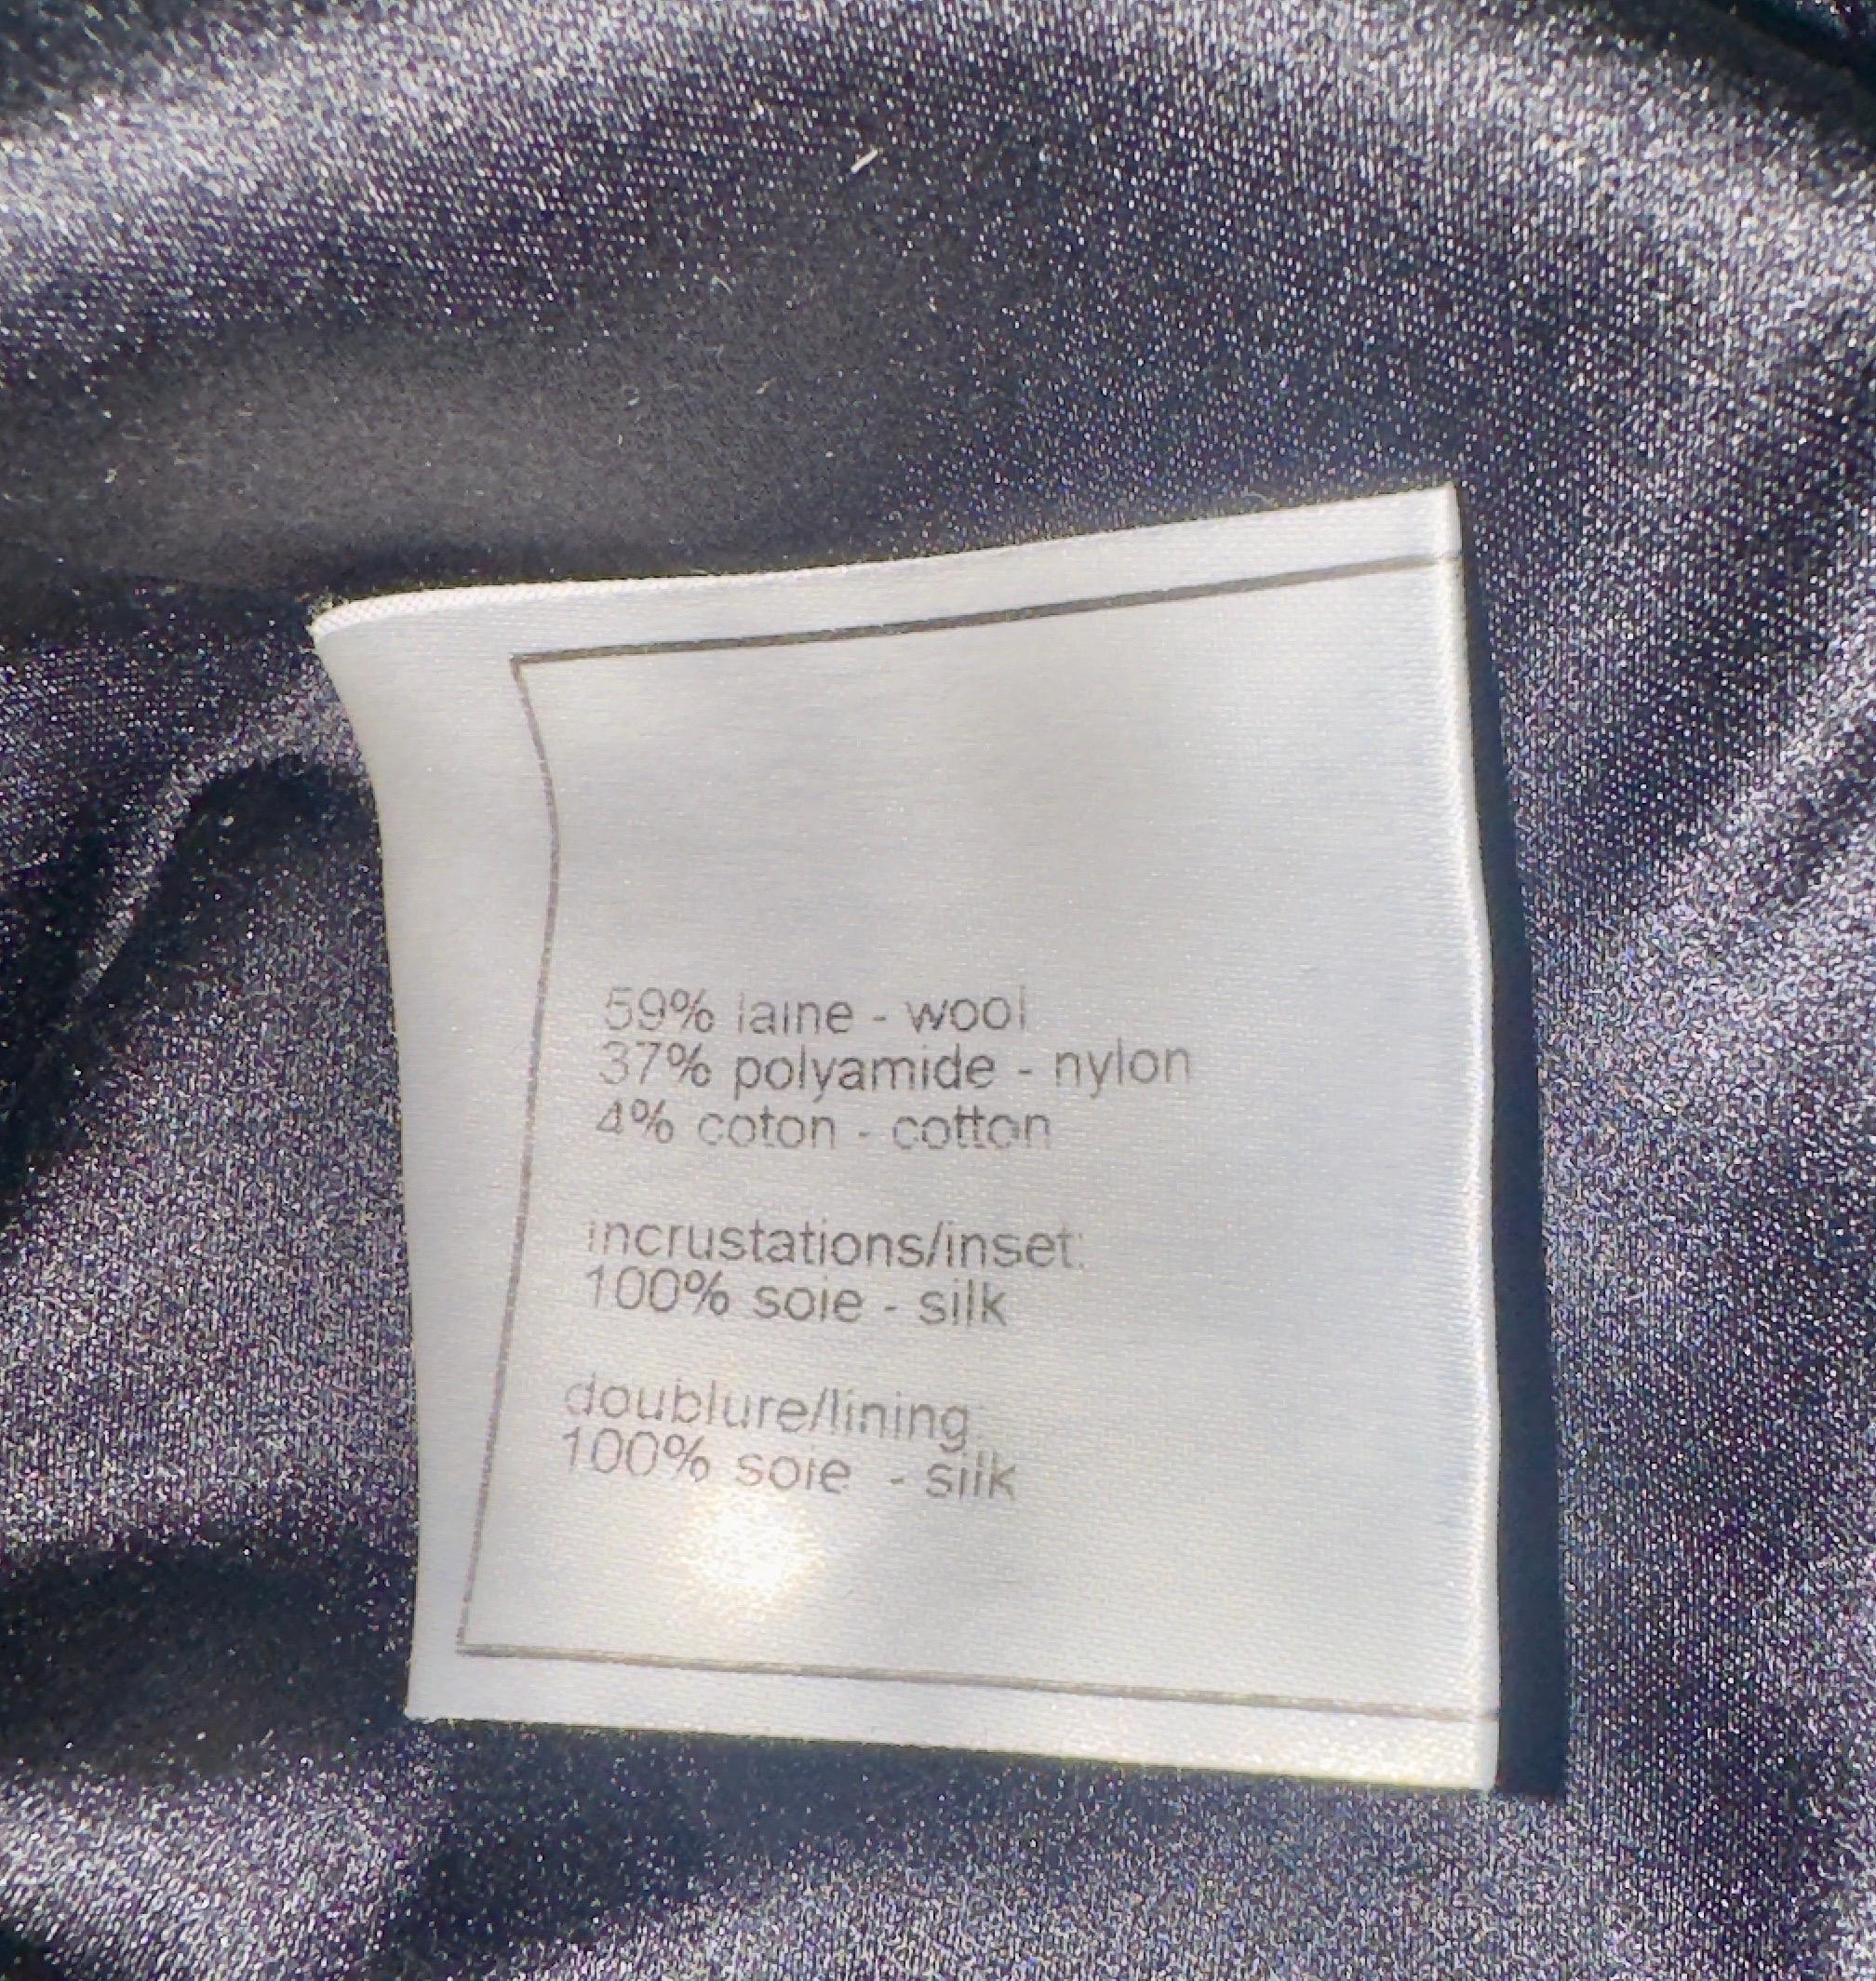 59% laine - wool
37% polyamide - nylon
4% coton - cotton
incrustations/inset:
100% soie - silk
doublure/lining:
100% soie - silk